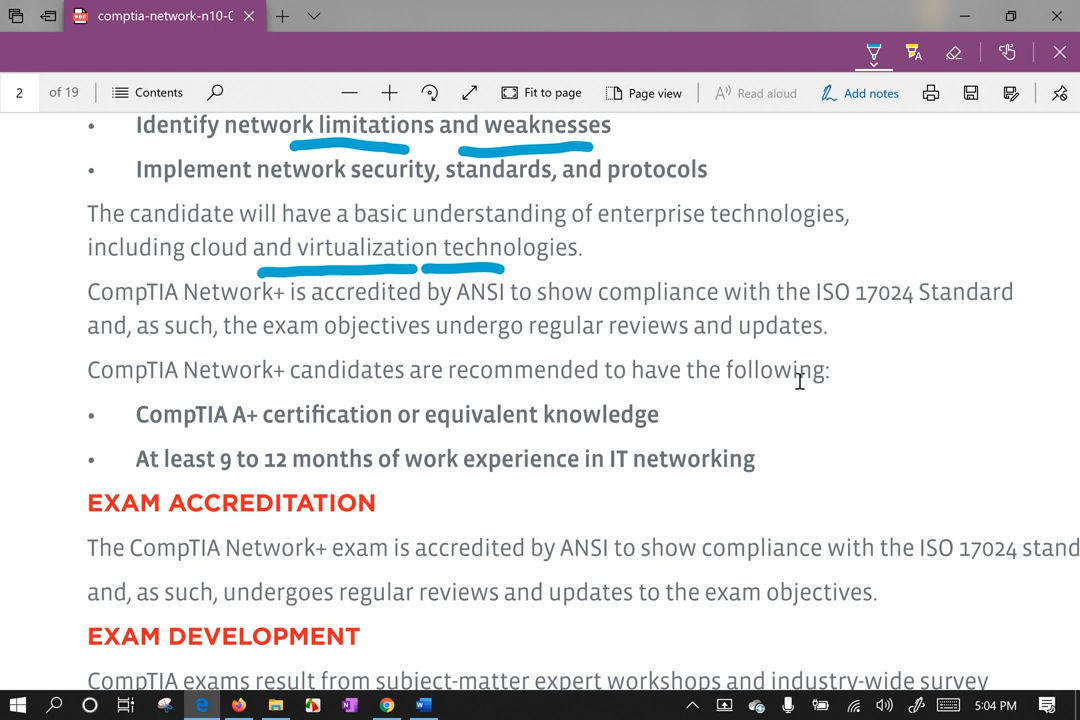 comptia-network-n10-0
2 of 19 Contents Fit to page Page view Read aloud Add notes
• Identify network limitations and weaknesses
• Implement network security, standards, and protocols
The candidate will have a basic understanding of enterprise technologies,
including cloud and virtualization technologies.
CompTIA Network+ is accredited by ANSI to show compliance with the ISO 17024 Standard
and, as such, the exam objectives undergo regular reviews and updates.
CompTIA Network+ candidates are recommended to have the following:
• CompTIA A+ certification or equivalent knowledge
• At least 9 to 12 months of work experience in IT networking
EXAM ACCREDITATION
The CompTIA Network+ exam is accredited by ANSI to show compliance with the ISO 17024 stand
and, as such, undergoes regular reviews and updates to the exam objectives.
EXAM DEVELOPMENT
CompTIA exams result from subject-matter expert workshops and industry-wide survey
5:04 PM